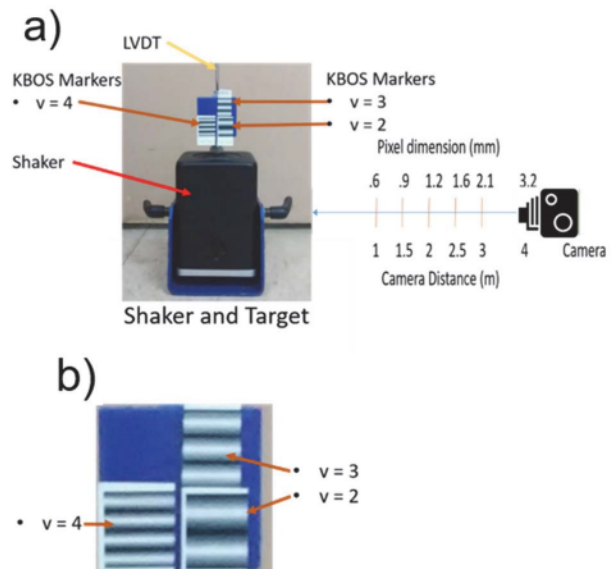 a)
LVDT
KBOS Markers
• v = 4
KBOS Markers
• v = 3
• v = 2
Shaker
Pixel dimension (mm)
.6 .9 1.2 1.6 2.1 3.2
1 1.5 2 2.5 3 4 Camera
Camera Distance (m)
Shaker and Target
b)
• v = 3
• v = 2
• v = 4